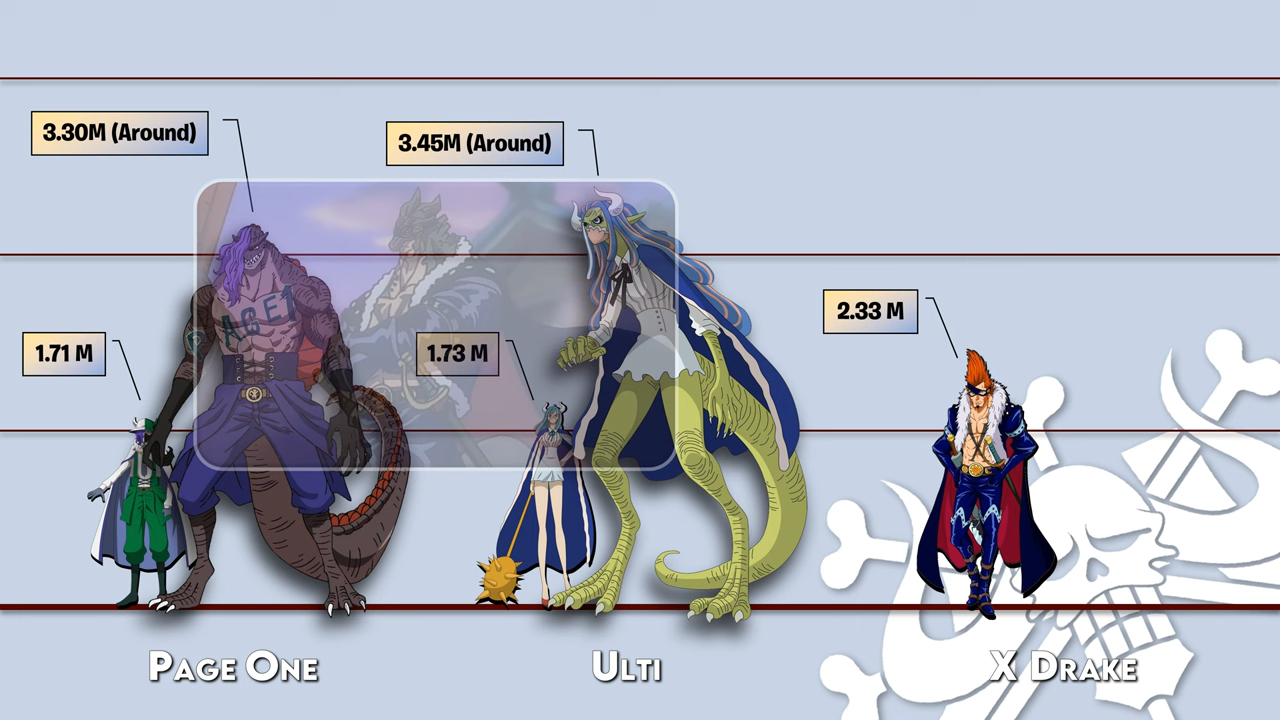 3.30M (Around)
3.45M (Around)
2.33 M
1.71 M
1.73 M
AGE1
Page One
Ulti
X Drake